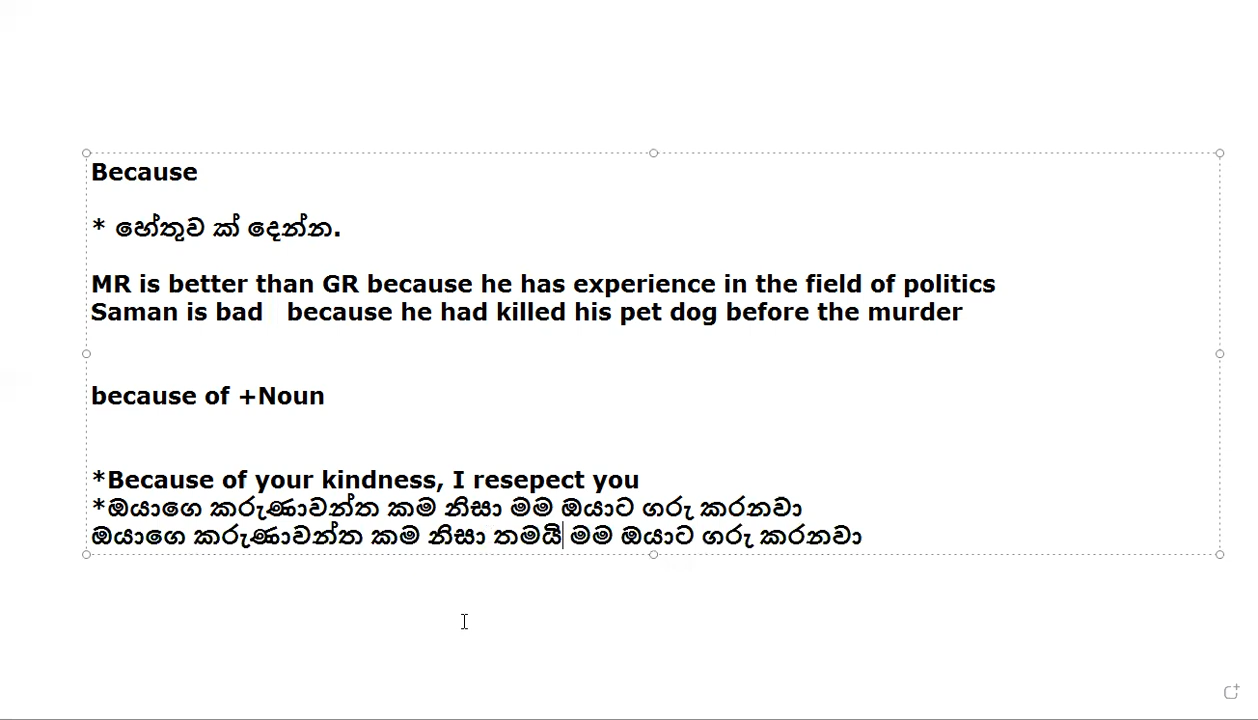 Because
* හේතුව ක් දෙන්න.
MR is better than GR because he has experience in the field of politics
Saman is bad   because he had killed his pet dog before the murder
because of +Noun
*Because of your kindness, I resepect you
*ඔයාගෙ කරුණාවන්ත කම නිසා මම ඔයාට ගරු කරනවා
ඔයාගෙ කරුණාවන්ත කම නිසා තමයි මම ඔයාට ගරු කරනවා